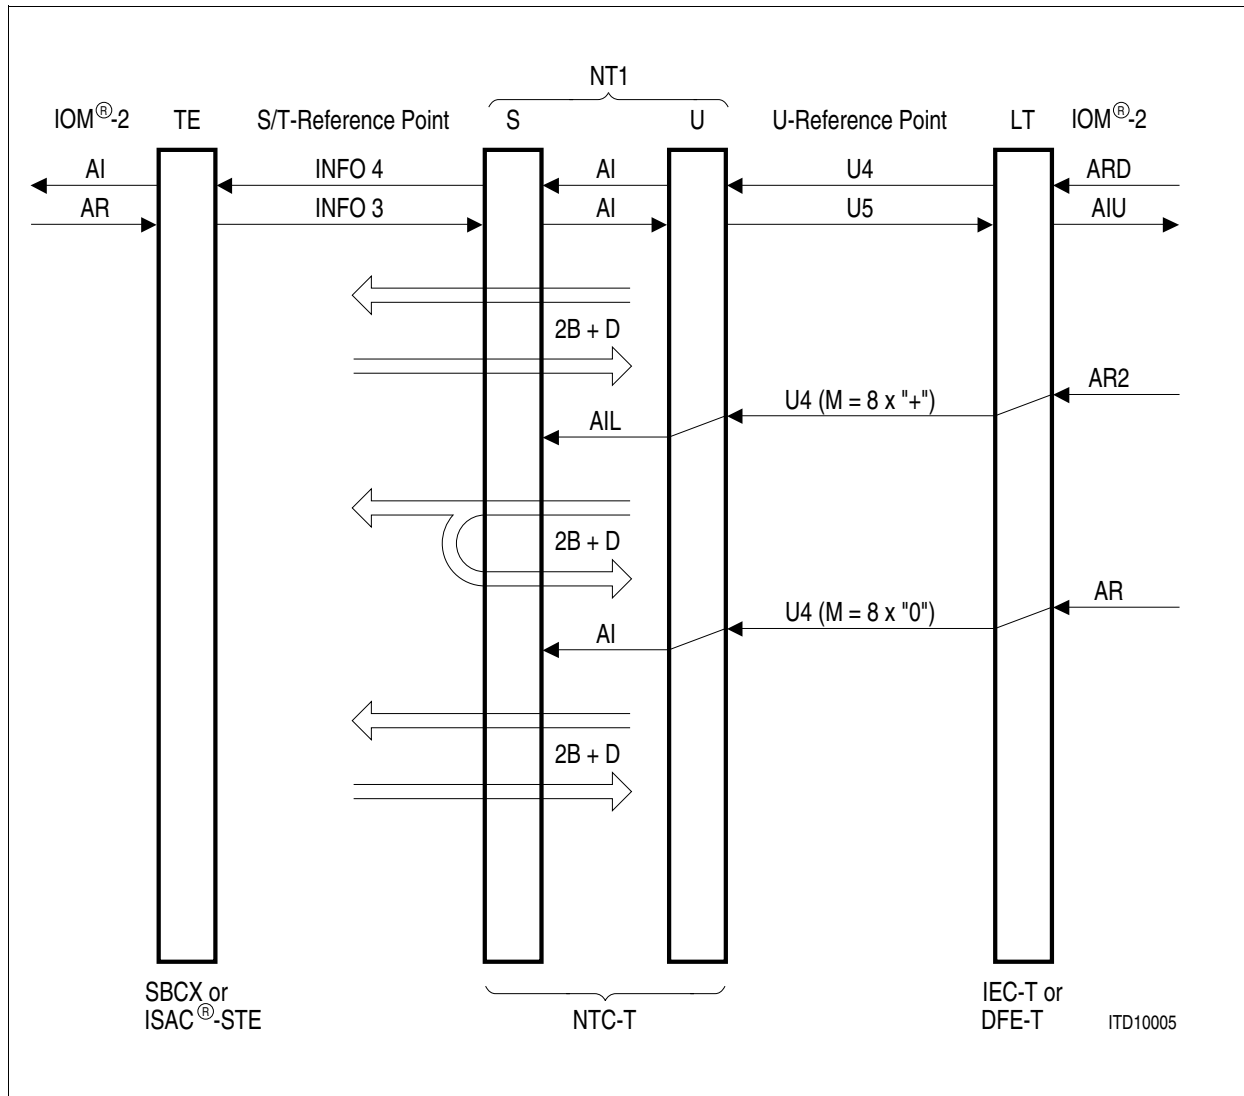 NT1
IOM®-2 TE S/T-Reference Point S U U-Reference Point LT IOM®-2
AI INFO 4 AI U4 ARD
AR INFO 3 AI U5 AIU
2B + D
AR2
U4 (M = 8 x "+")
AIL
2B + D
AR
U4 (M = 8 x "0")
AI
2B + D
SBCX or
ISAC®-STE
NTC-T
IEC-T or
DFE-T
ITD10005